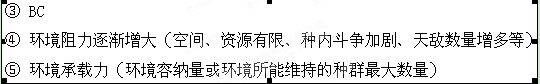 ③ BC
④ 环境阻力逐渐增大（空间、资源有限、种内斗争加剧、天敌数量增多等）
⑤ 环境承载力（环境容纳量或环境所能维持的种群最大数量）